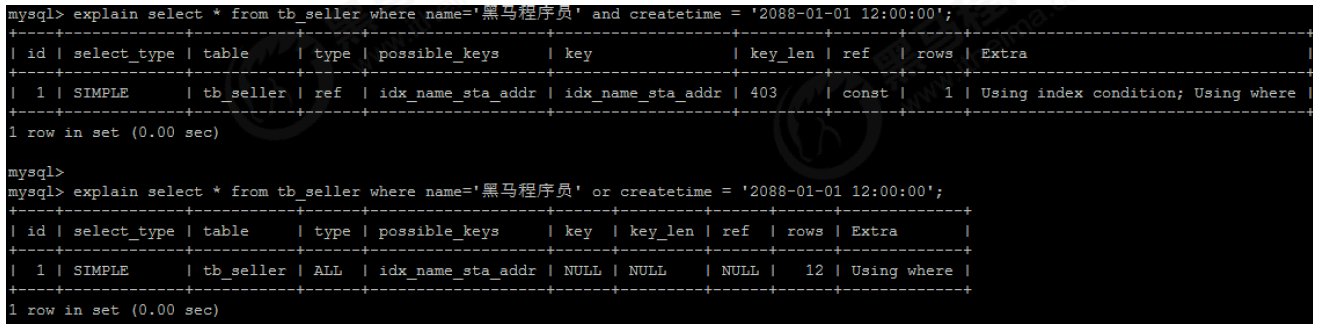 mysql> explain select * from tb_seller where name='黑马程序员' and createtime = '2088-01-01 12:00:00';
+----+-------------+-----------+------+-------------------+-------------------+---------+-------+------+------------------------------------+
| id | select_type | table     | type | possible_keys     | key               | key_len | ref   | rows | Extra                              |
+----+-------------+-----------+------+-------------------+-------------------+---------+-------+------+------------------------------------+
|  1 | SIMPLE      | tb_seller | ref  | idx_name_sta_addr | idx_name_sta_addr | 403     | const |    1 | Using index condition; Using where |
+----+-------------+-----------+------+-------------------+-------------------+---------+-------+------+------------------------------------+
1 row in set (0.00 sec)
mysql>
mysql> explain select * from tb_seller where name='黑马程序员' or createtime = '2088-01-01 12:00:00';
+----+-------------+-----------+------+-------------------+------+---------+------+------+-------------+
| id | select_type | table     | type | possible_keys     | key  | key_len | ref  | rows | Extra       |
+----+-------------+-----------+------+-------------------+------+---------+------+------+-------------+
|  1 | SIMPLE      | tb_seller | ALL  | idx_name_sta_addr | NULL | NULL    | NULL |   12 | Using where |
+----+-------------+-----------+------+-------------------+------+---------+------+------+-------------+
1 row in set (0.00 sec)